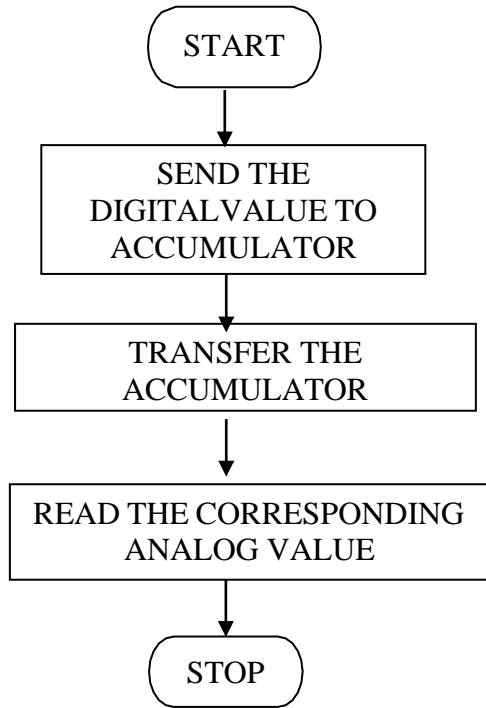 START
SEND THE
DIGITALVALUE TO
ACCUMULATOR
TRANSFER THE
ACCUMULATOR
READ THE CORRESPONDING
ANALOG VALUE
STOP